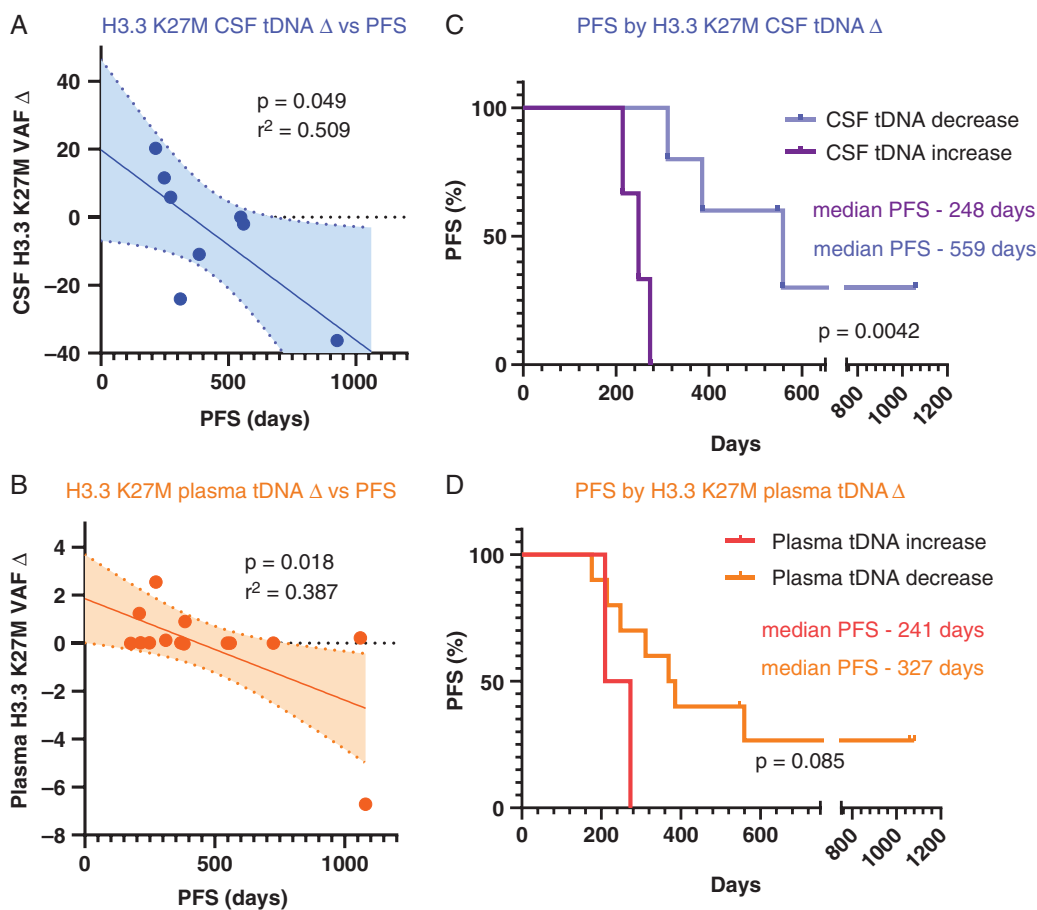 A
H3.3 K27M CSF tDNA Δ vs PFS
CSF H3.3 K27M VAF Δ
40
20
0
–20
–40
p = 0.049
r² = 0.509
0
500
1000
PFS (days)
C
PFS by H3.3 K27M CSF tDNA Δ
PFS (%)
100
50
0
CSF tDNA decrease
CSF tDNA increase
median PFS - 248 days
median PFS - 559 days
p = 0.0042
0
200
400
600
800
1000
1200
Days
B
H3.3 K27M plasma tDNA Δ vs PFS
Plasma H3.3 K27M VAF Δ
4
2
0
–2
–4
–6
–8
p = 0.018
r² = 0.387
0
500
1000
PFS (days)
D
PFS by H3.3 K27M plasma tDNA Δ
PFS (%)
100
50
0
Plasma tDNA increase
Plasma tDNA decrease
median PFS - 241 days
median PFS - 327 days
p = 0.085
0
200
400
600
800
1000
1200
Days